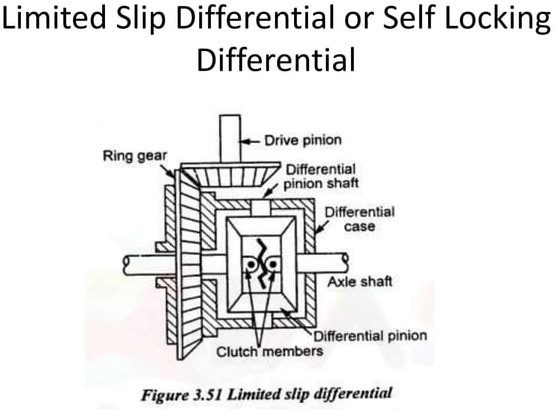 Limited Slip Differential or Self Locking
Differential
Drive pinion
Ring gear
Differential
pinion shaft
Differential
case
Axle shaft
Differential pinion
Clutch members
Figure 3.51 Limited slip differential